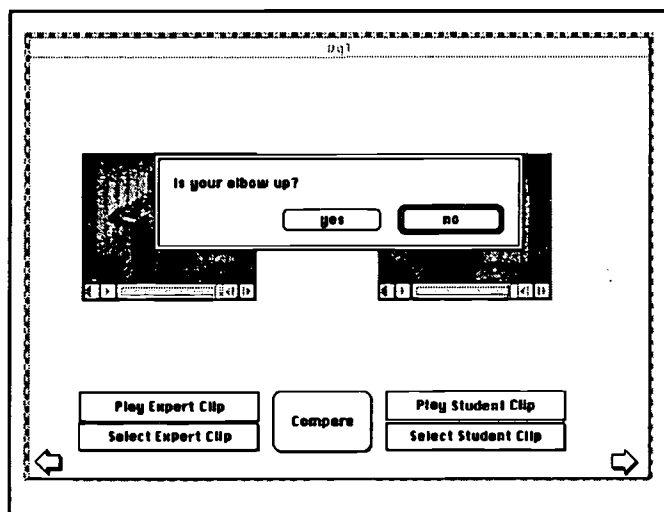 Is your elbow up?
yes no
Play Expert Clip
Select Expert Clip
Compare
Play Student Clip
Select Student Clip